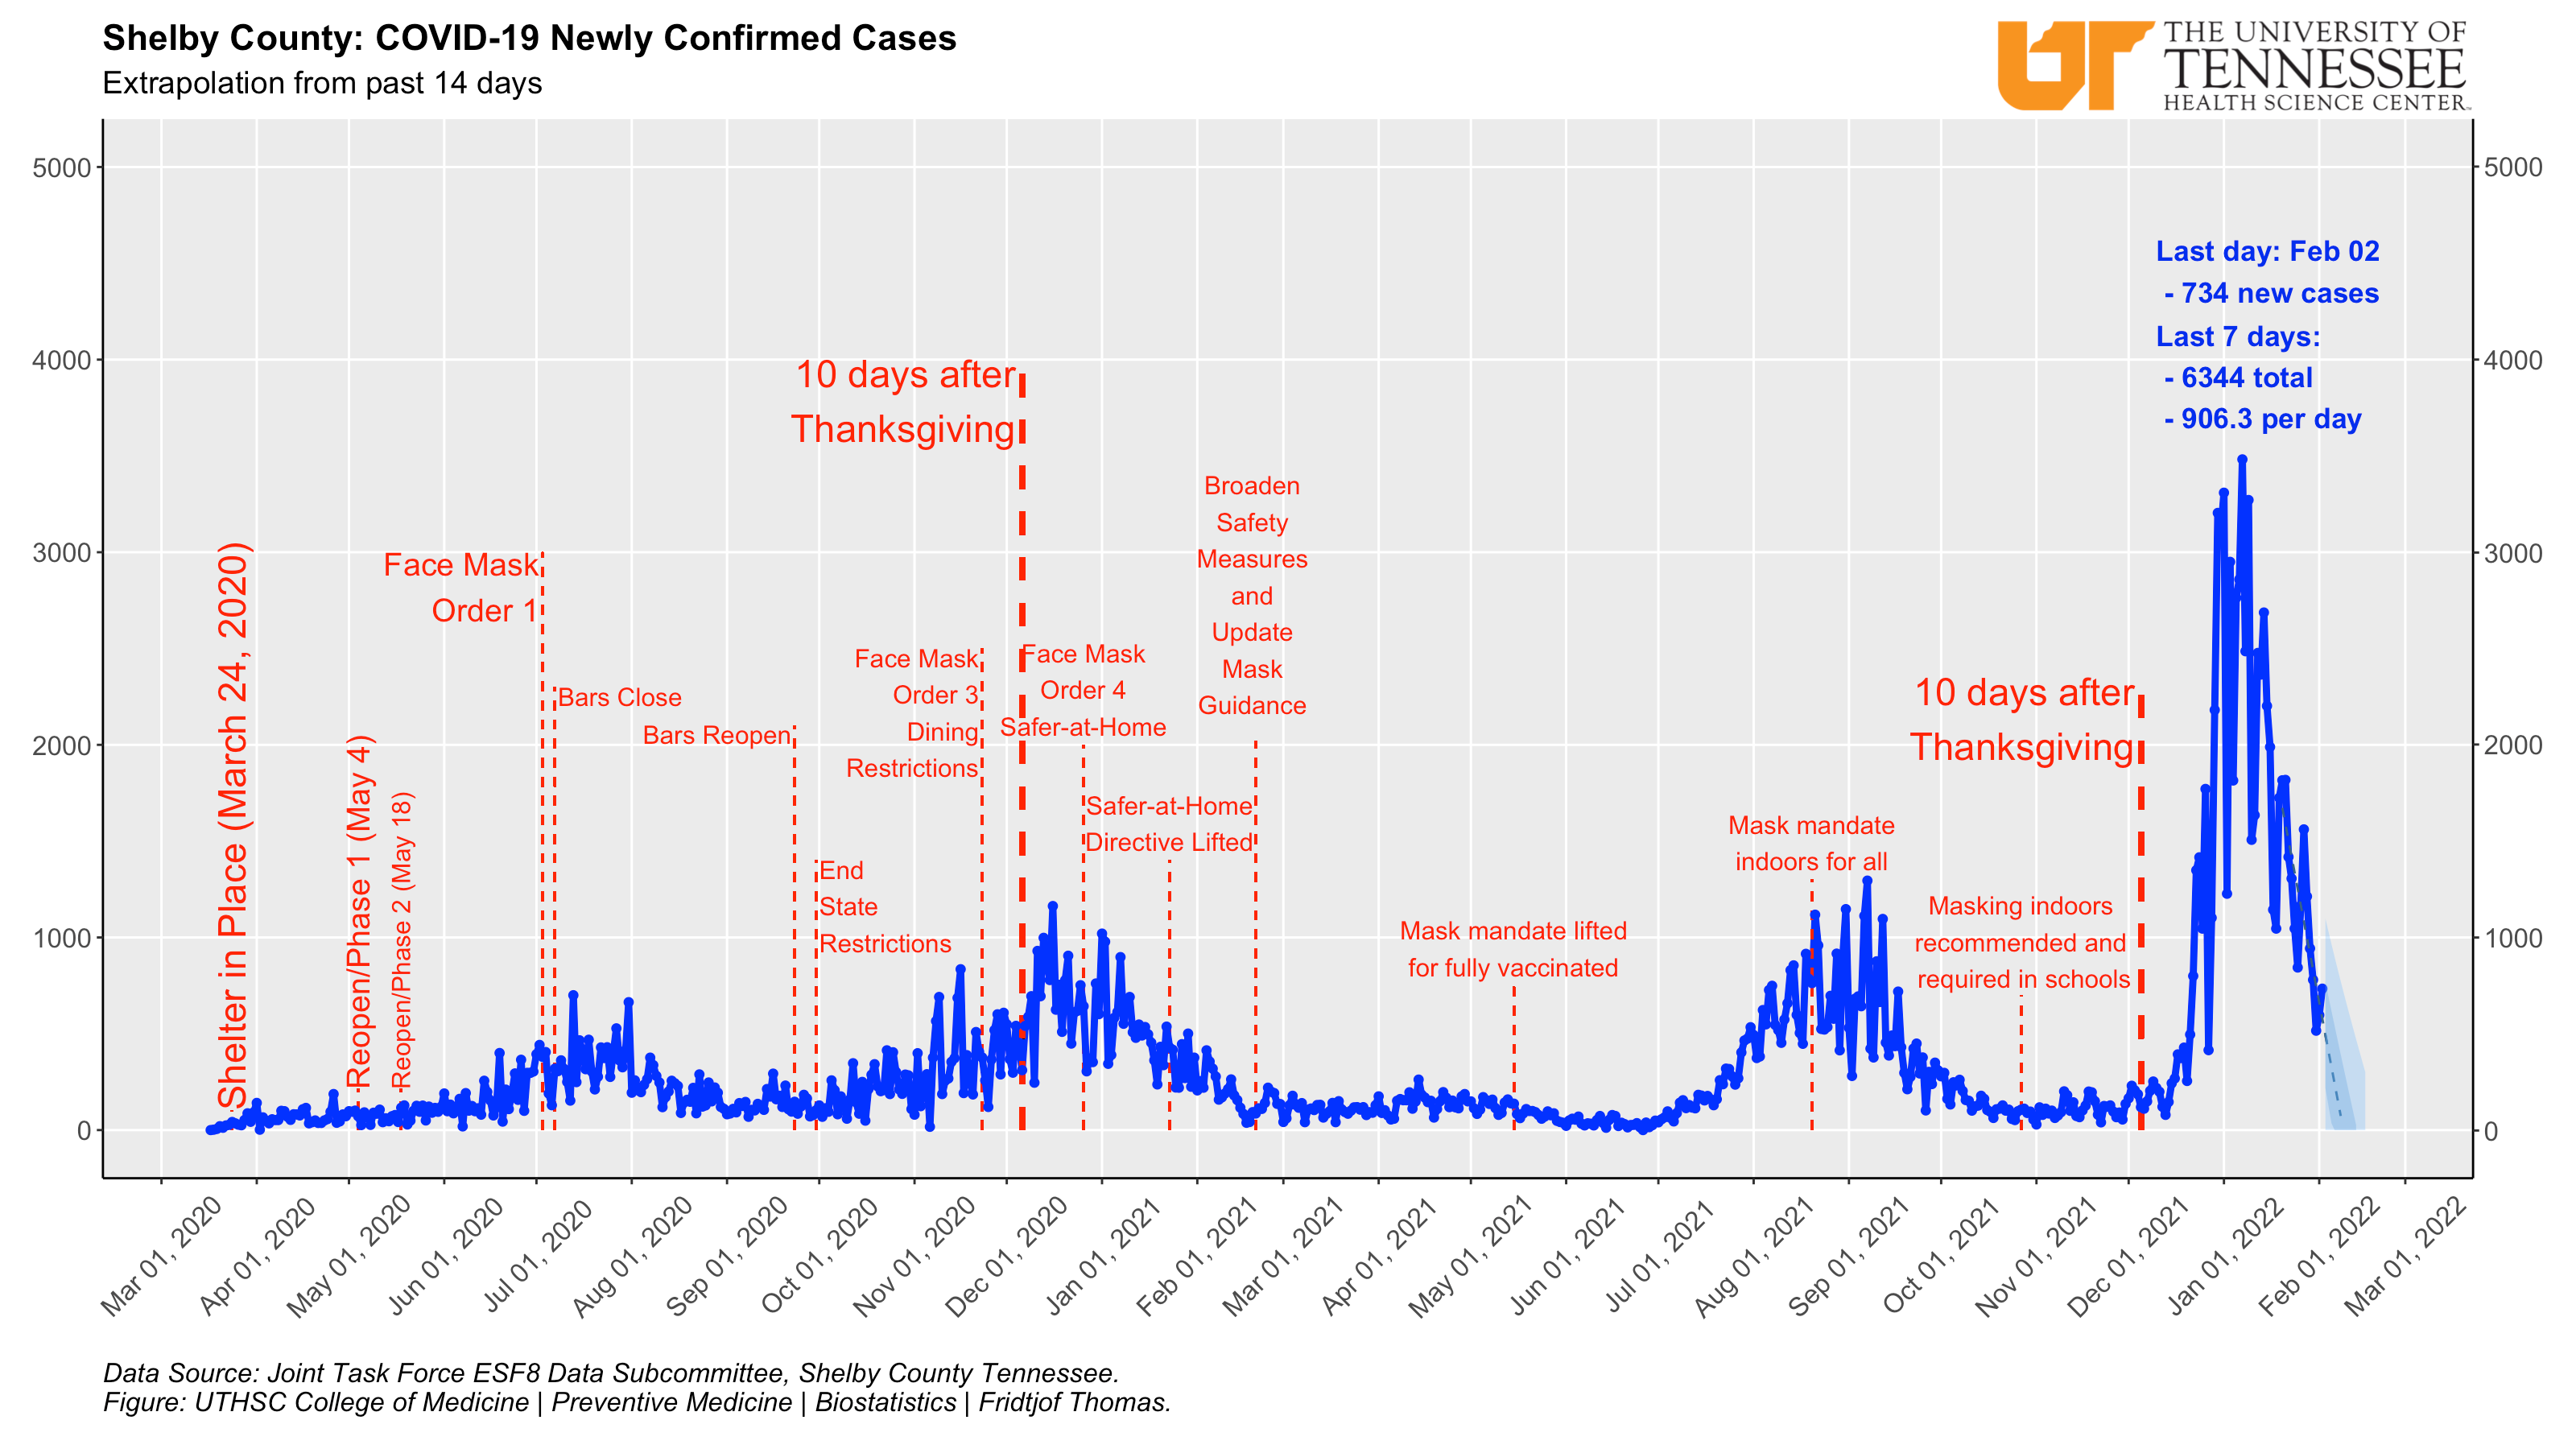 Shelby County: COVID-19 Newly Confirmed Cases
Extrapolation from past 14 days
UT
THE UNIVERSITY OF
TENNESSEE
HEALTH SCIENCE CENTER™
5000
4000
3000
2000
1000
0
5000
4000
3000
2000
1000
0
Shelter in Place (March 24, 2020)
Reopen/Phase 1 (May 4)
Reopen/Phase 2 (May 18)
Face Mask
Order 1
Bars Close
Bars Reopen
End
State
Restrictions
Face Mask
Order 3
Dining
Restrictions
10 days after
Thanksgiving
Face Mask
Order 4
Safer-at-Home
Safer-at-Home
Directive Lifted
Broaden
Safety
Measures
and
Update
Mask
Guidance
Mask mandate lifted
for fully vaccinated
Mask mandate
indoors for all
Masking indoors
recommended and
required in schools
10 days after
Thanksgiving
Last day: Feb 02
- 734 new cases
Last 7 days:
- 6344 total
- 906.3 per day
Mar 01, 2020
Apr 01, 2020
May 01, 2020
Jun 01, 2020
Jul 01, 2020
Aug 01, 2020
Sep 01, 2020
Oct 01, 2020
Nov 01, 2020
Dec 01, 2020
Jan 01, 2021
Feb 01, 2021
Mar 01, 2021
Apr 01, 2021
May 01, 2021
Jun 01, 2021
Jul 01, 2021
Aug 01, 2021
Sep 01, 2021
Oct 01, 2021
Nov 01, 2021
Dec 01, 2021
Jan 01, 2022
Feb 01, 2022
Mar 01, 2022
Data Source: Joint Task Force ESF8 Data Subcommittee, Shelby County Tennessee.
Figure: UTHSC College of Medicine | Preventive Medicine | Biostatistics | Fridtjof Thomas.